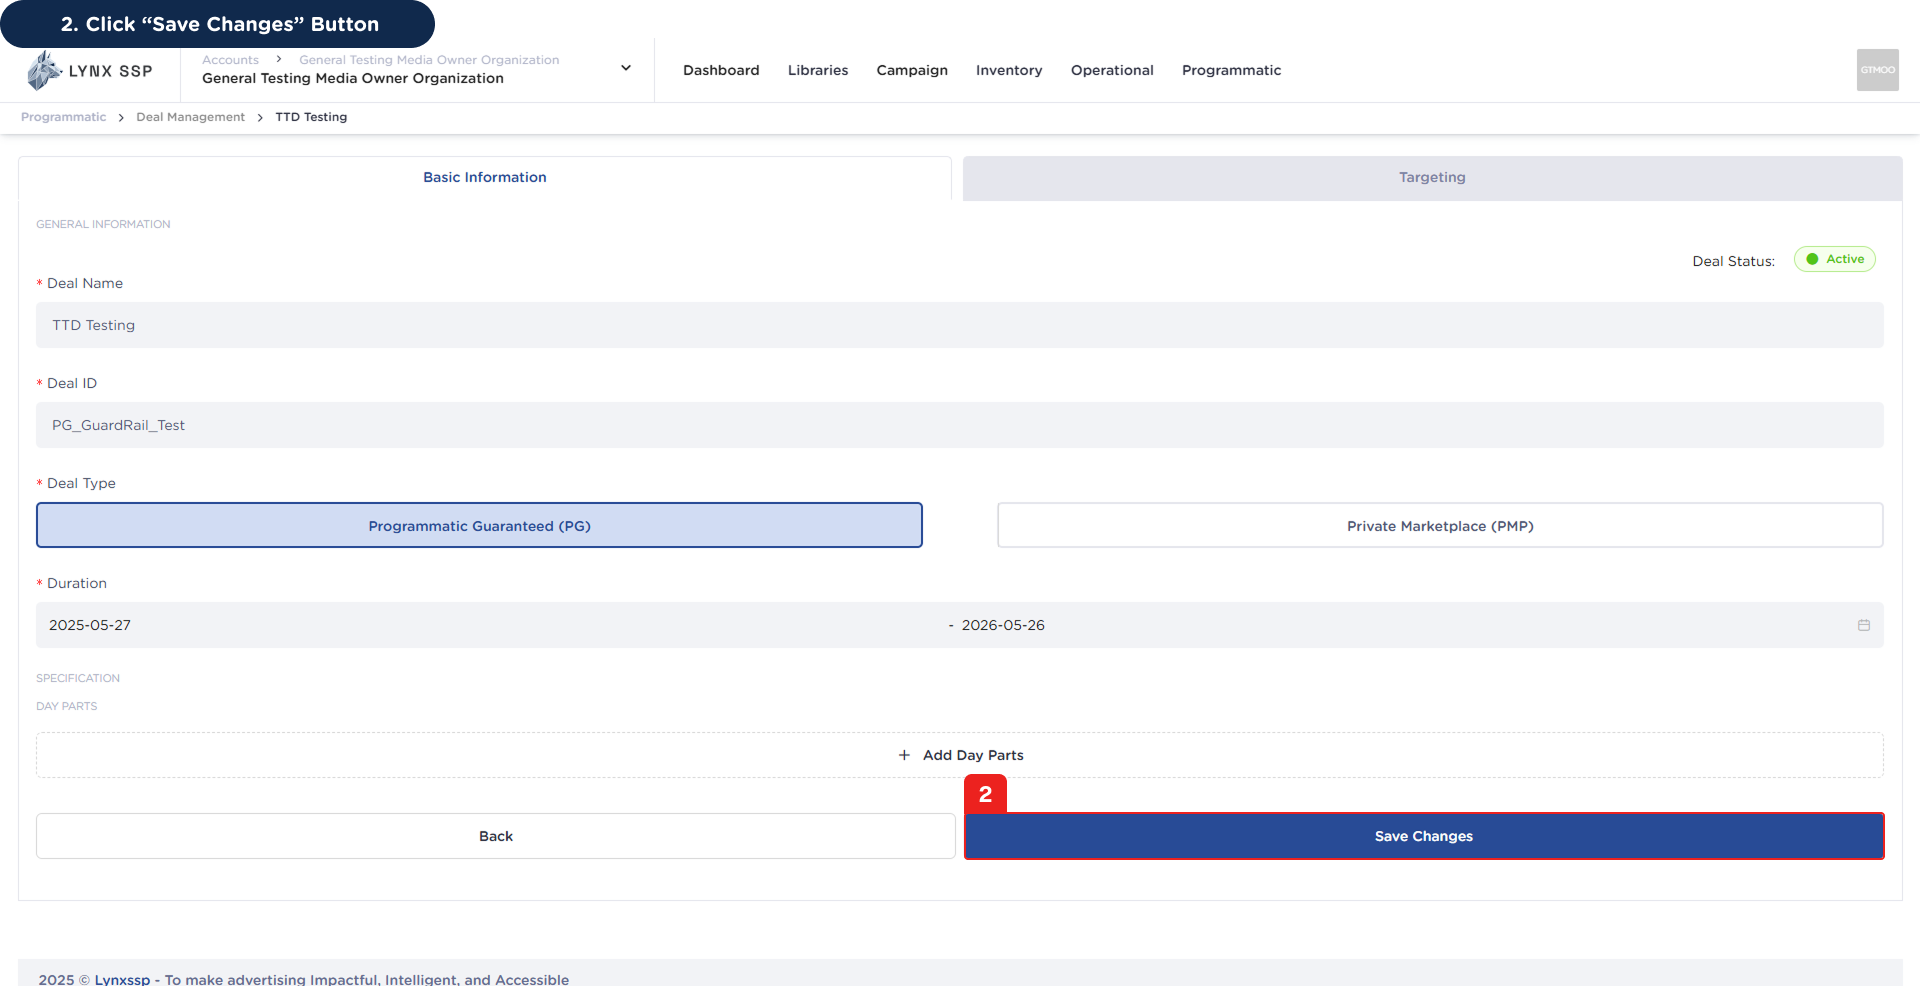 2. Click “Save Changes” Button
LYNX SSP
Accounts > General Testing Media Owner Organization
General Testing Media Owner Organization
Dashboard
Libraries
Campaign
Inventory
Operational
Programmatic
GTMOO
Programmatic > Deal Management > TTD Testing
Basic Information
Targeting
GENERAL INFORMATION
Deal Status: Active
* Deal Name
TTD Testing
* Deal ID
PG_GuardRail_Test
* Deal Type
Programmatic Guaranteed (PG)
Private Marketplace (PMP)
* Duration
2025-05-27 - 2026-05-26
SPECIFICATION
DAY PARTS
+ Add Day Parts
2
Back
Save Changes
2025 © Lynxssp - To make advertising Impactful, Intelligent, and Accessible